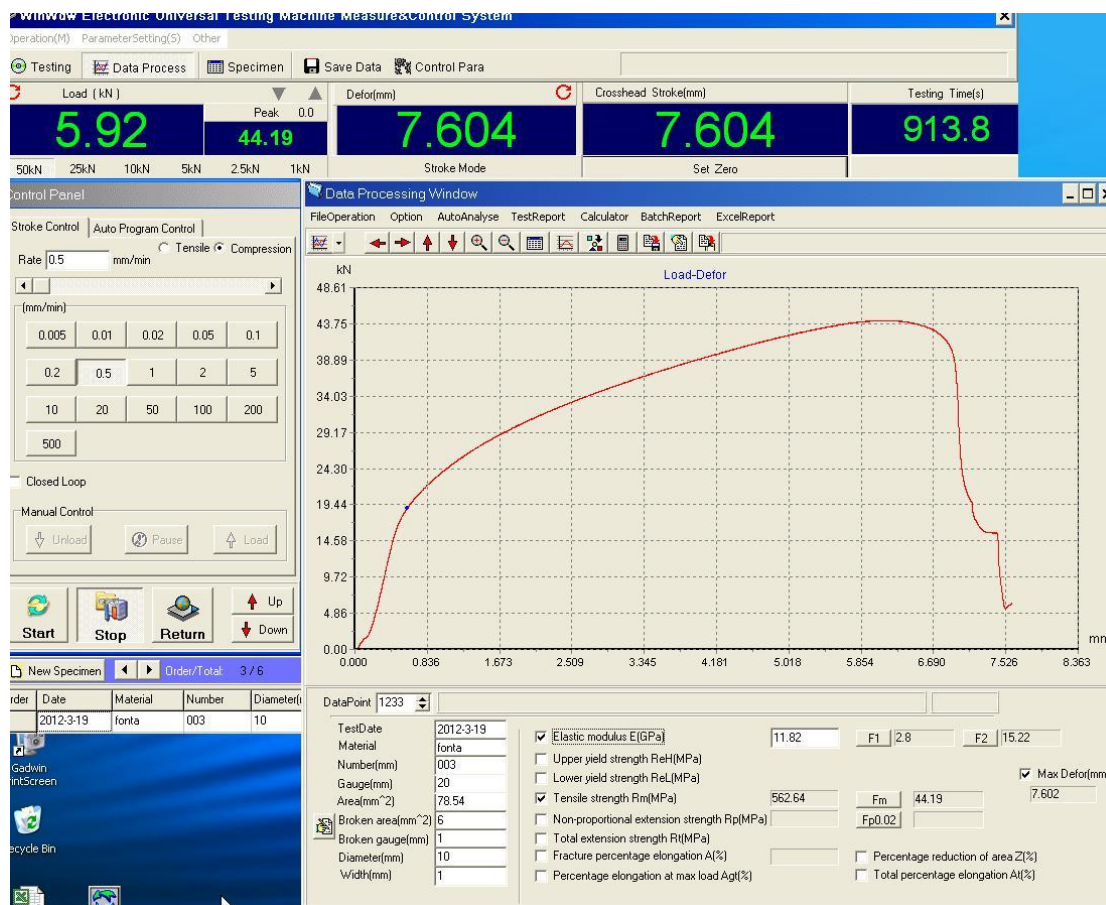 WinWdw Electronic Universal Testing Machine Measure&Control System
Operation(M) ParameterSetting(S) Other
Testing Data Process Specimen Save Data Control Para
Load (kN) Peak 0.0 Defor(mm) Crosshead Stroke(mm) Testing Time(s)
5.92 44.19 7.604 7.604 913.8
50kN 25kN 10kN 5kN 2.5kN 1kN Stroke Mode Set Zero
Control Panel
Stroke Control Auto Program Control
Tensile Compression
Rate 0.5 mm/min
(mm/min)
0.005 0.01 0.02 0.05 0.1
0.2 0.5 1 2 5
10 20 50 100 200
500
Closed Loop
Manual Control
Unload Pause Load
Start Stop Return Up
Down
New Specimen Order/Total: 3 / 6
rder Date Material Number Diameter(
2012-3-19 fonta 003 10
Gadwin
intScreen
ecycle Bin
Data Processing Window
FileOperation Option AutoAnalyse TestReport Calculator BatchReport ExcelReport
kN Load-Defor
48.61
43.75
38.89
34.03
29.17
24.30
19.44
14.58
9.72
4.86
0.00 mm
0.000 0.836 1.673 2.509 3.345 4.181 5.018 5.854 6.690 7.526 8.363
DataPoint 1233
TestDate 2012-3-19
Material fonta
Number(mm) 003
Gauge(mm) 20
Area(mm^2) 78.54
Broken area(mm^2) 6
Broken gauge(mm) 1
Diameter(mm) 10
Width(mm) 1
Elastic modulus E(GPa) 11.82 F1 2.8 F2 15.22
Upper yield strength ReH(MPa)
Lower yield strength ReL(MPa) Max Defor(mm
Tensile strength Rm(MPa) 562.64 Fm 44.19 7.602
Non-proportional extension strength Rp(MPa) Fp0.02
Total extension strength Rt(MPa)
Fracture percentage elongation A(%) Percentage reduction of area Z(%)
Percentage elongation at max load Agt(%) Total percentage elongation At(%)